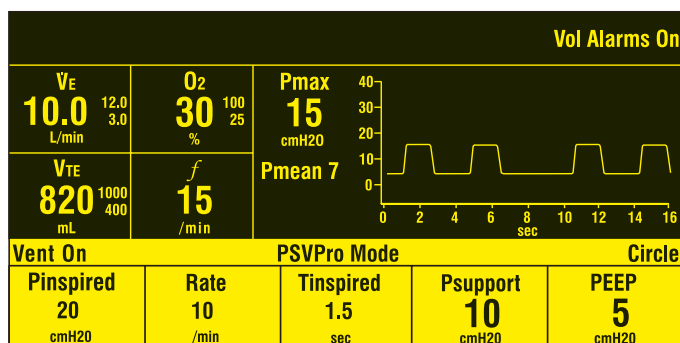 Vol Alarms On
V̇E
10.0 12.0
3.0
L/min
O2
30 100
25
%
VTE
820 1000
400
mL
f
15
/min
Pmax
15
cmH2O
Pmean 7
40
30
20
10
0
0 2 4 6 8 10 12 14 16
sec
Vent On PSVPro Mode Circle
Pinspired
20
cmH20
Rate
10
/min
Tinspired
1.5
sec
Psupport
10
cmH20
PEEP
5
cmH20